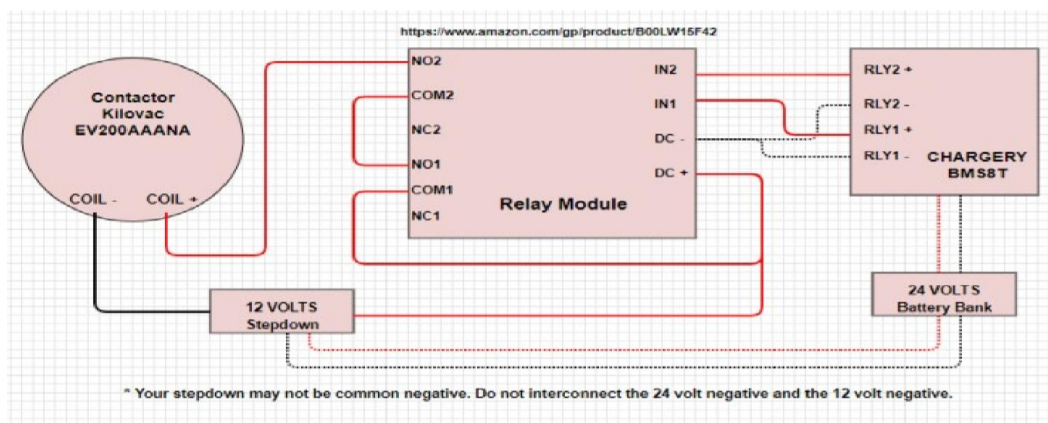 https://www.amazon.com/gp/product/B00LW15F42
Contactor
Kilovac
EV200AAANA
COIL -
COIL +
NO2
COM2
NC2
NO1
COM1
NC1
Relay Module
IN2
IN1
DC -
DC +
RLY2 +
RLY2 -
RLY1 +
RLY1 -
CHARGERY
BMS8T
12 VOLTS
Stepdown
24 VOLTS
Battery Bank
* Your stepdown may not be common negative. Do not interconnect the 24 volt negative and the 12 volt negative.